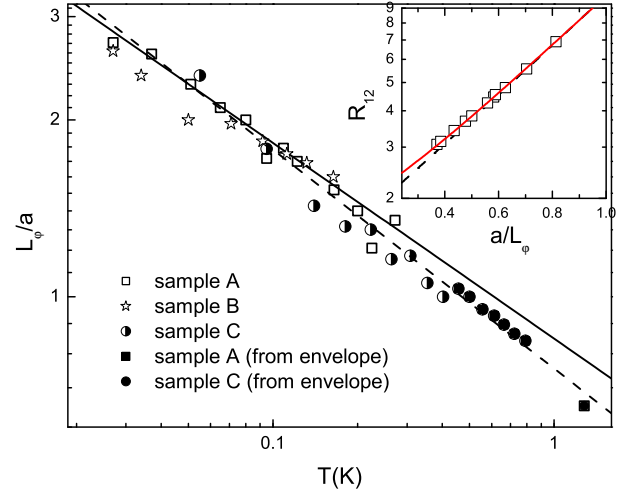 3
2
1
L_φ/a
0.1
1
T(K)
sample A
sample B
sample C
sample A (from envelope)
sample C (from envelope)
9
8
7
6
5
4
3
2
R_12
0.4
0.6
0.8
1.0
a/L_φ